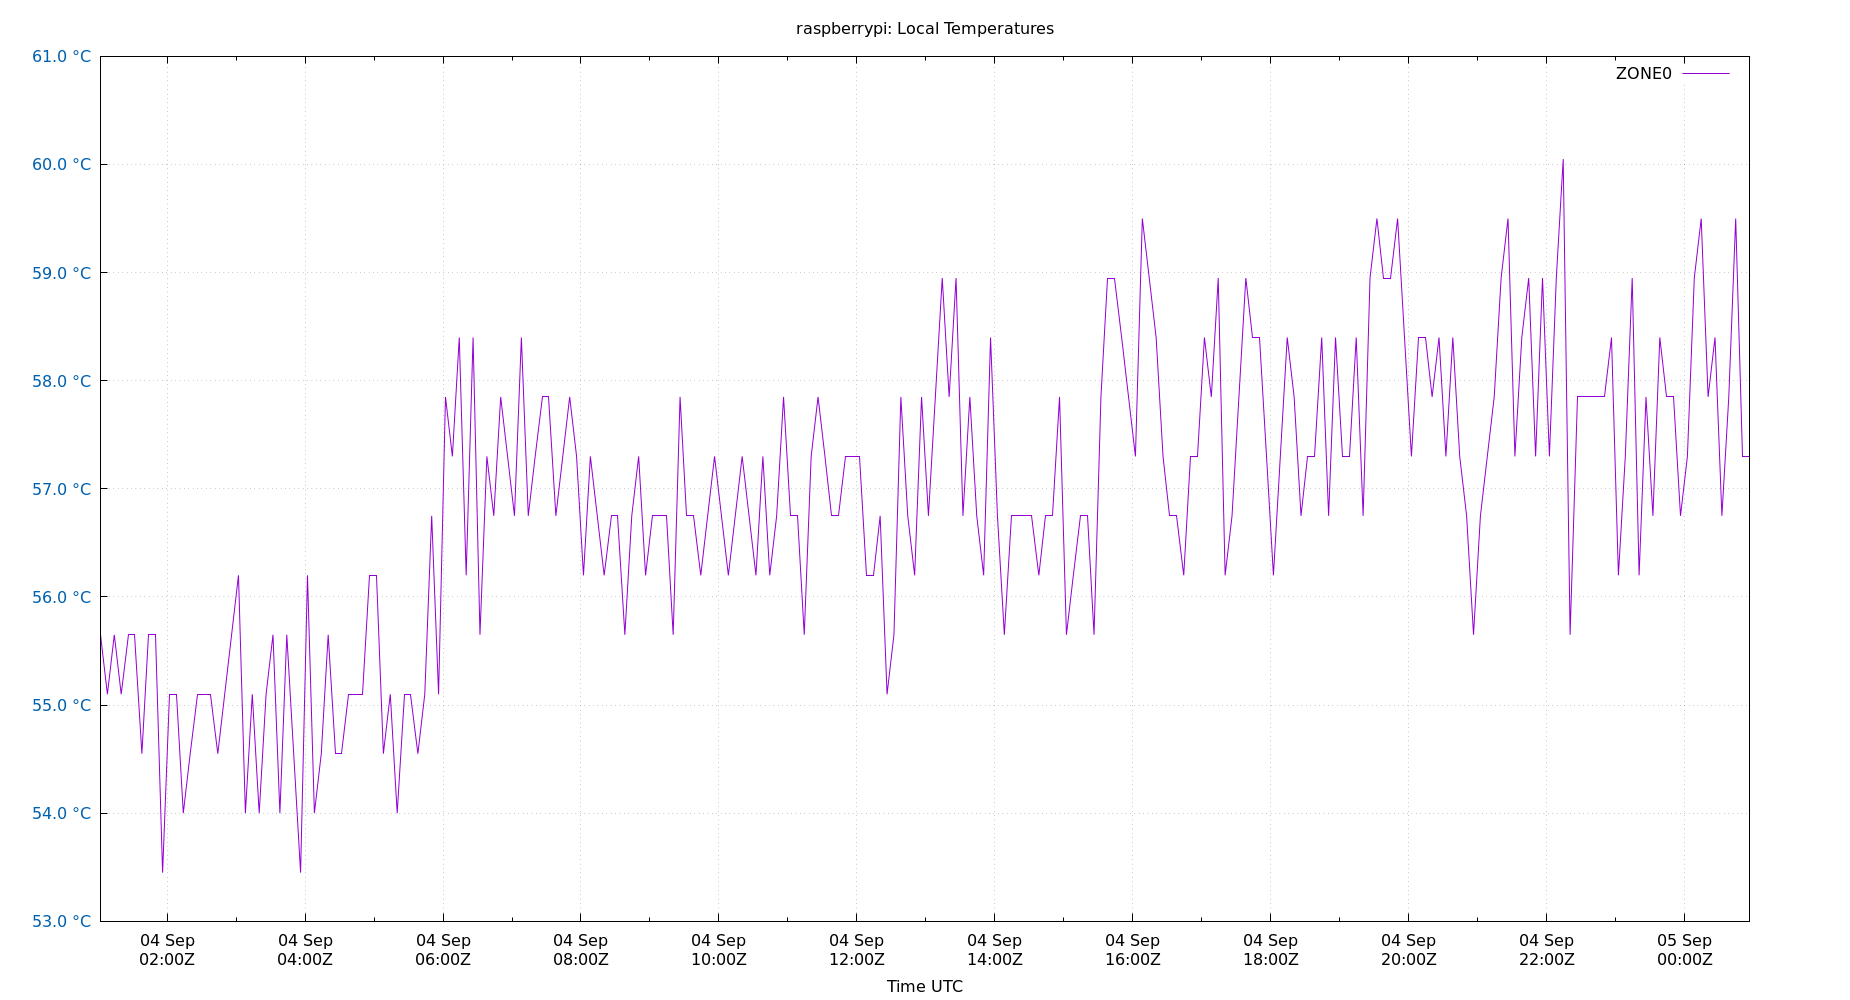 raspberrypi: Local Temperatures
61.0 °C
ZONE0
60.0 °C
59.0 °C
58.0 °C
57.0 °C
56.0 °C
55.0 °C
54.0 °C
53.0 °C
04 Sep 04 Sep 04 Sep 04 Sep 04 Sep 04 Sep 04 Sep 04 Sep 04 Sep 04 Sep 04 Sep 05 Sep
02:00Z 04:00Z 06:00Z 08:00Z 10:00Z 12:00Z 14:00Z 16:00Z 18:00Z 20:00Z 22:00Z 00:00Z
Time UTC